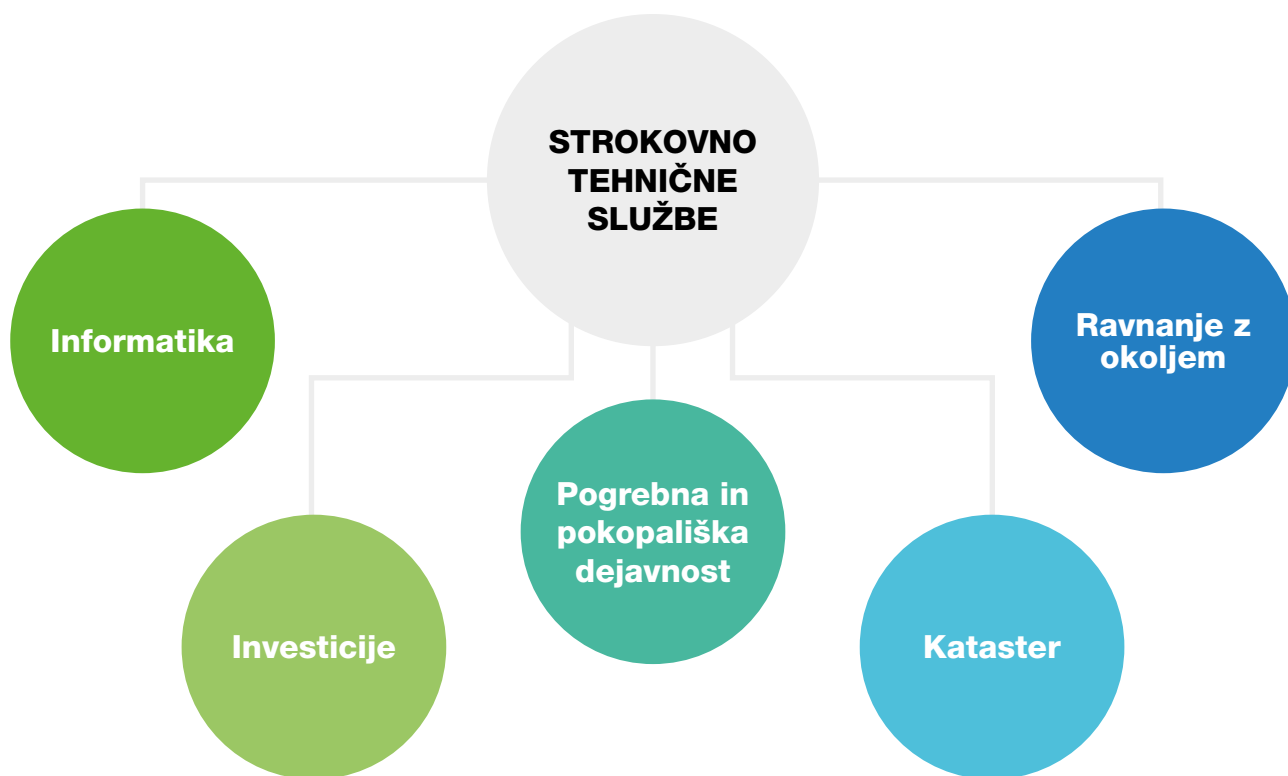 STROKOVNO
TEHNIČNE
SLUŽBE
Informatika
Ravnanje z
okoljem
Pogrebna in
pokopališka
dejavnost
Investicije
Kataster